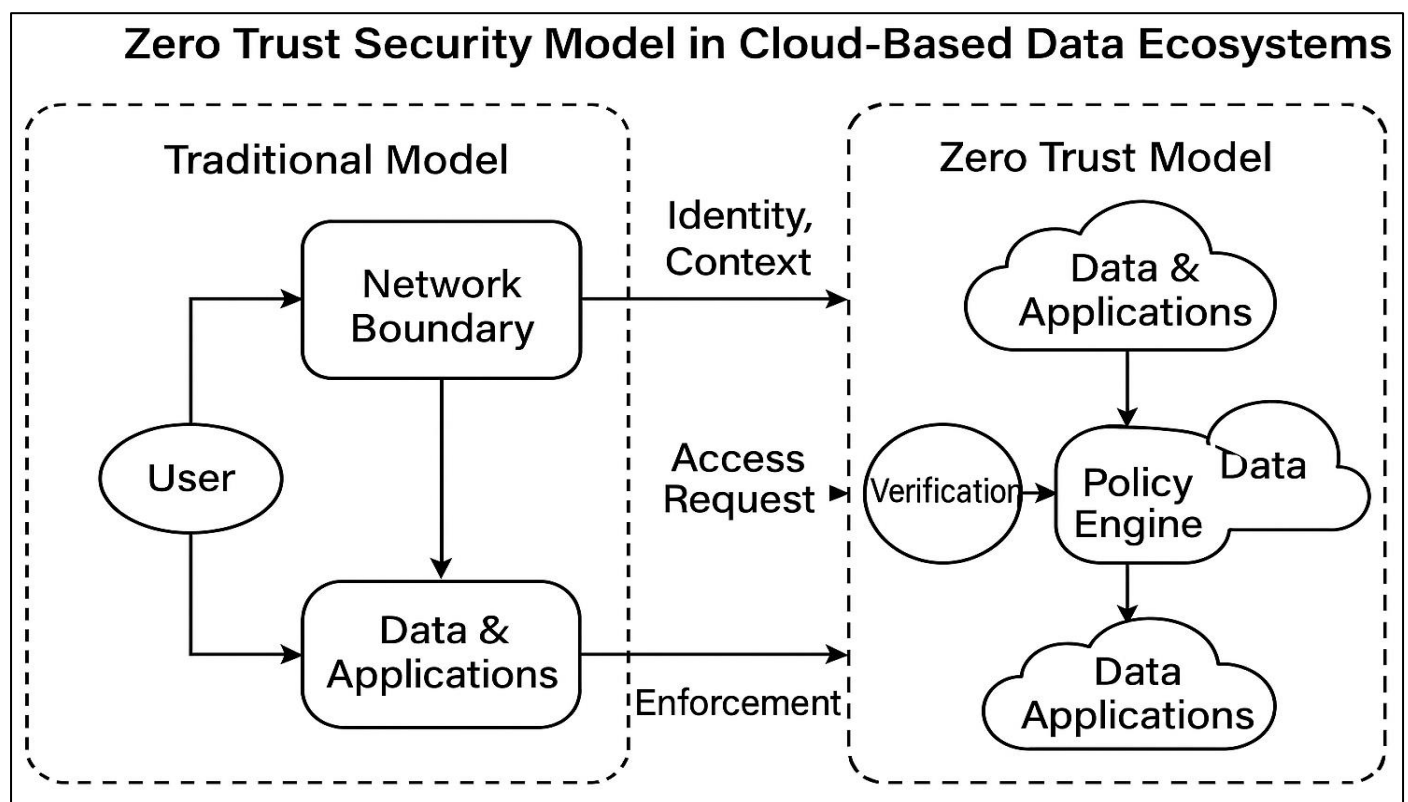 Zero Trust Security Model in Cloud-Based Data Ecosystems
Traditional Model
Network
Boundary
User
Data &
Applications
Identity,
Context
Access
Request
Enforcement
Zero Trust Model
Data &
Applications
Verification
Policy
Engine
Data
Data
Applications